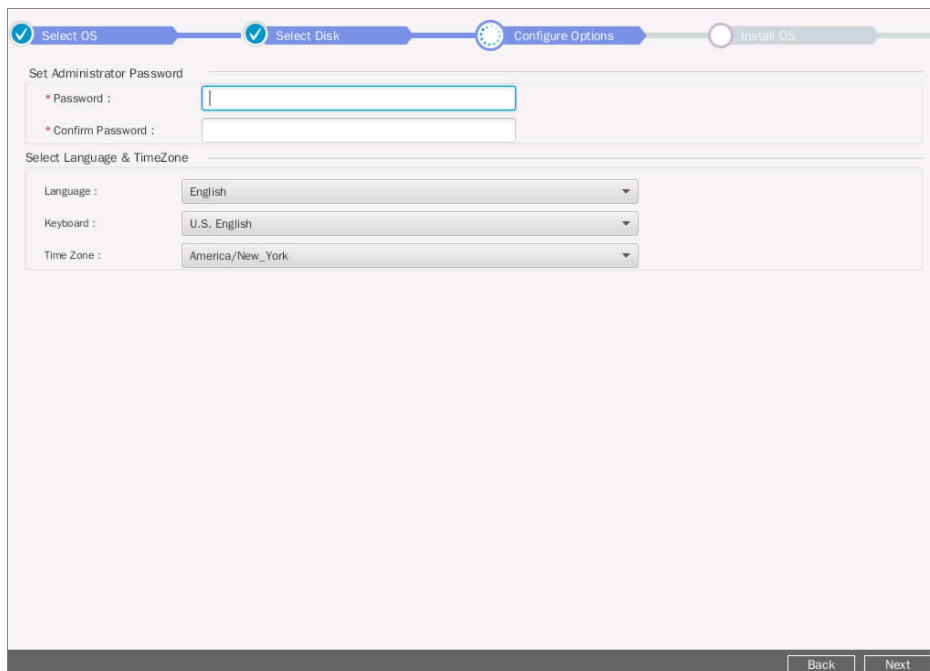 Select OS
Select Disk
Configure Options
Install OS
Set Administrator Password
* Password :
* Confirm Password :
Select Language & TimeZone
Language : English
Keyboard : U.S. English
Time Zone : America/New_York
Back
Next